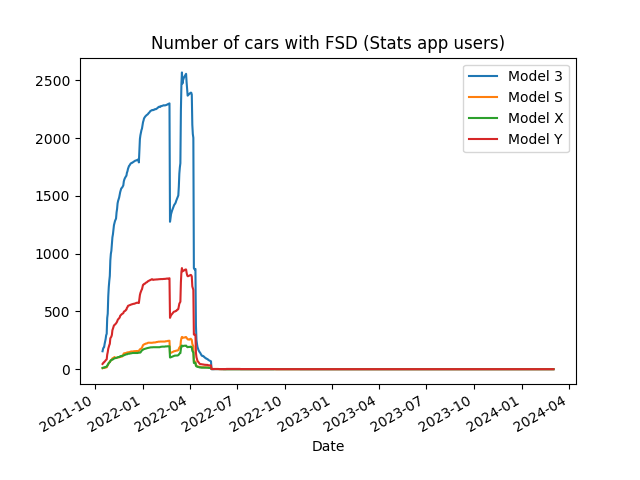 Number of cars with FSD (Stats app users)
Model 3
Model S
Model X
Model Y
2500
2000
1500
1000
500
0
2021-10
2022-01
2022-04
2022-07
2022-10
2023-01
2023-04
2023-07
2023-10
2024-01
2024-04
Date